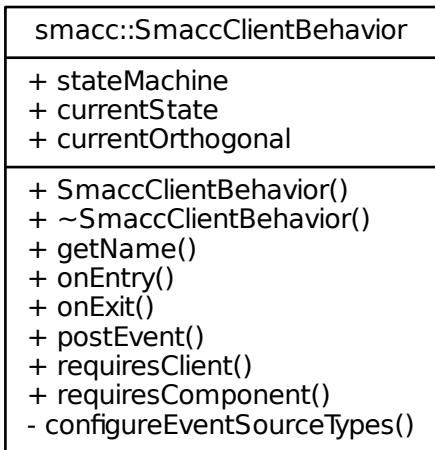 smacc::SmaccClientBehavior
+ stateMachine
+ currentState
+ currentOrthogonal
+ SmaccClientBehavior()
+ ~SmaccClientBehavior()
+ getName()
+ onEntry()
+ onExit()
+ postEvent()
+ requiresClient()
+ requiresComponent()
- configureEventSourceTypes()